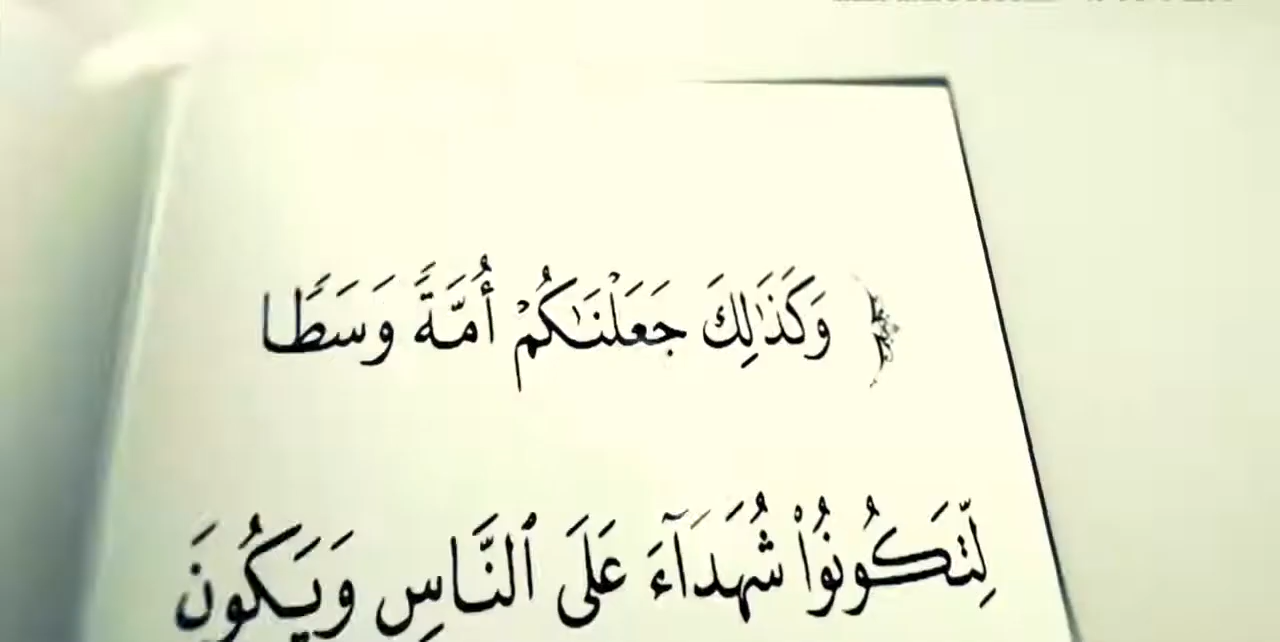 ﴿ وَكَذَٰلِكَ جَعَلْنَـٰكُمْ أُمَّةً وَسَطًا
لِّتَكُونُوا۟ شُهَدَآءَ عَلَى ٱلنَّاسِ وَيَكُونَ